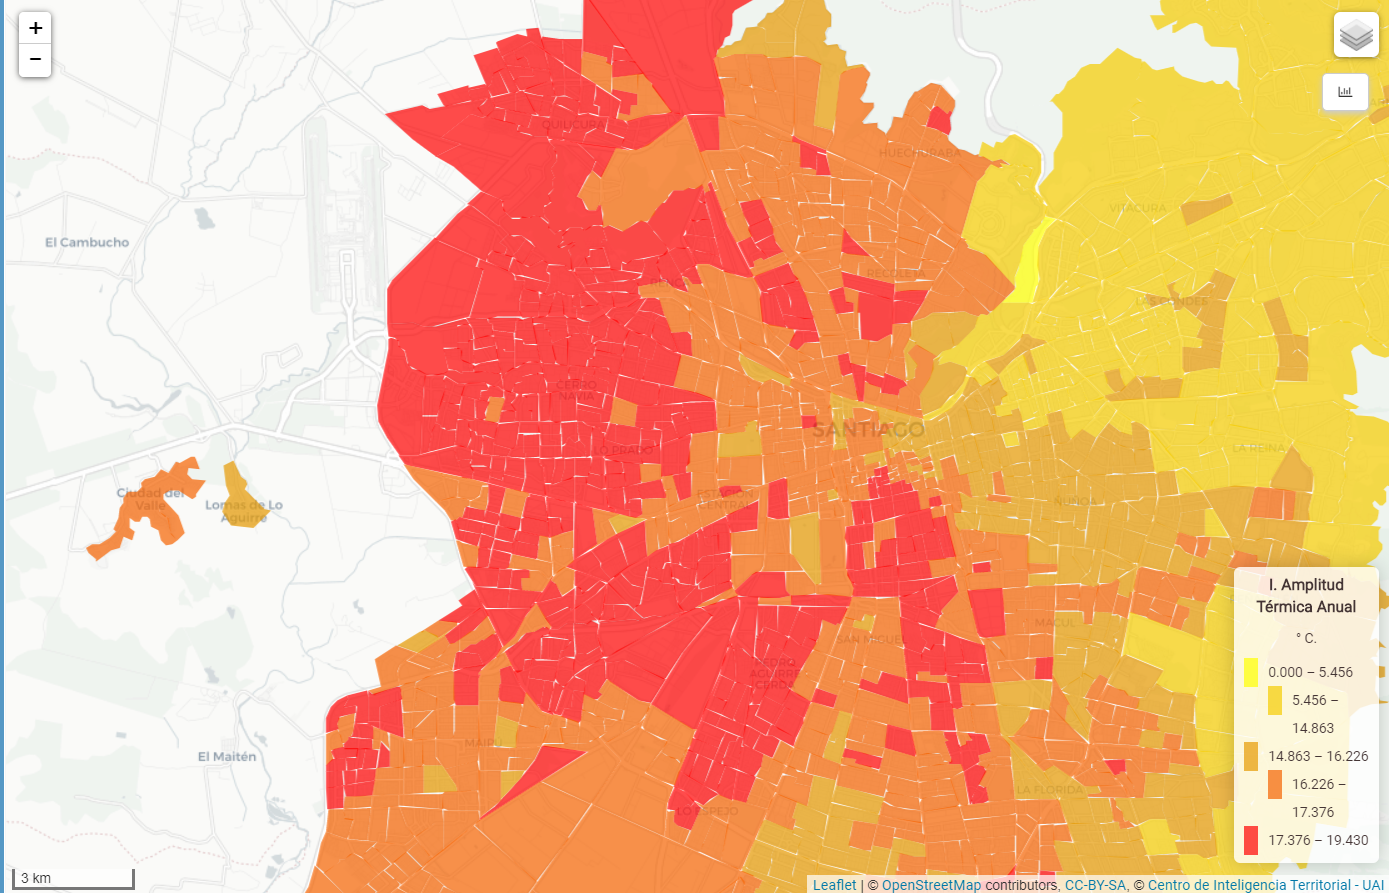 +
−
QUILICURA
HUECHURABA
VITACURA
El Cambucho
RECOLETA
RENCA
LAS CONDES
CERRO
NAVIA
SANTIAGO
LO PRADO
LA REINA
Ciudad del
Valle
Lomas de Lo
Aguirre
ESTACIÓN
CENTRAL
ÑUÑOA
I. Amplitud
Térmica Anual
° C.
0.000 – 5.456
5.456 –
14.863
14.863 – 16.226
16.226 –
17.376
17.376 – 19.430
MACUL
SAN MIGUEL
PEDRO
AGUIRRE
CERDA
MAIPÚ
El Maitén
LA FLORIDA
LO ESPEJO
3 km
Leaflet | © OpenStreetMap contributors, CC-BY-SA, © Centro de Inteligencia Territorial - UAI